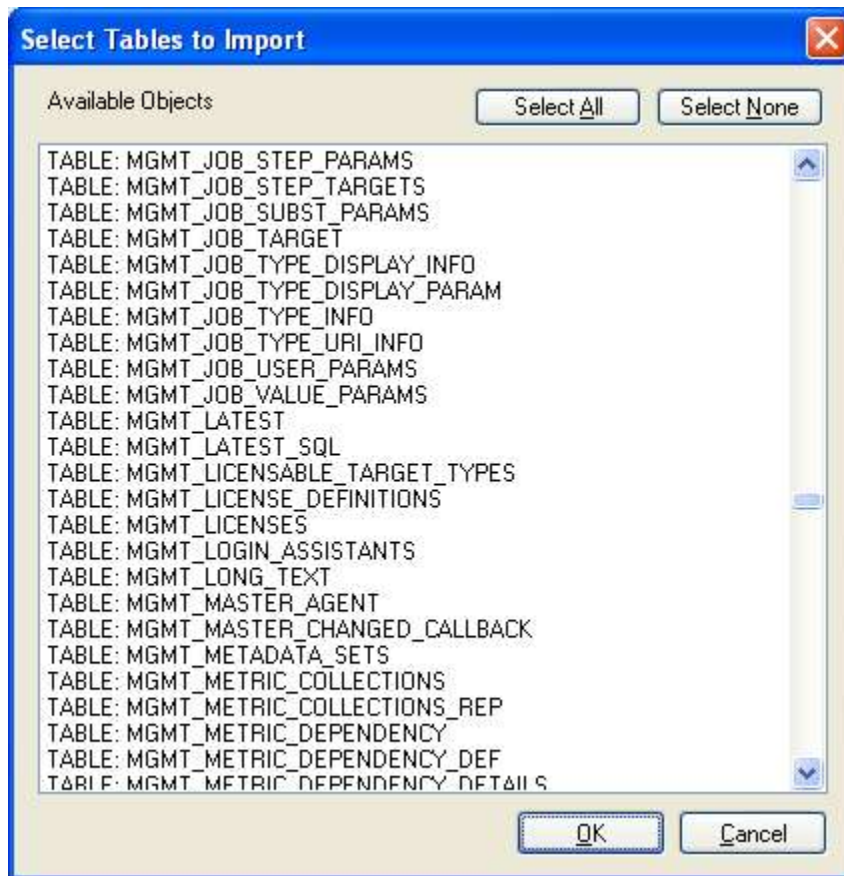 Select Tables to Import
Available Objects
Select All
Select None
TABLE: MGMT_JOB_STEP_PARAMS
TABLE: MGMT_JOB_STEP_TARGETS
TABLE: MGMT_JOB_SUBST_PARAMS
TABLE: MGMT_JOB_TARGET
TABLE: MGMT_JOB_TYPE_DISPLAY_INFO
TABLE: MGMT_JOB_TYPE_DISPLAY_PARAM
TABLE: MGMT_JOB_TYPE_INFO
TABLE: MGMT_JOB_TYPE_URI_INFO
TABLE: MGMT_JOB_USER_PARAMS
TABLE: MGMT_JOB_VALUE_PARAMS
TABLE: MGMT_LATEST
TABLE: MGMT_LATEST_SQL
TABLE: MGMT_LICENSABLE_TARGET_TYPES
TABLE: MGMT_LICENSE_DEFINITIONS
TABLE: MGMT_LICENSES
TABLE: MGMT_LOGIN_ASSISTANTS
TABLE: MGMT_LONG_TEXT
TABLE: MGMT_MASTER_AGENT
TABLE: MGMT_MASTER_CHANGED_CALLBACK
TABLE: MGMT_METADATA_SETS
TABLE: MGMT_METRIC_COLLECTIONS
TABLE: MGMT_METRIC_COLLECTIONS_REP
TABLE: MGMT_METRIC_DEPENDENCY
TABLE: MGMT_METRIC_DEPENDENCY_DEF
TABLE: MGMT_METRIC_DEPENDENCY_DETAILS
OK
Cancel